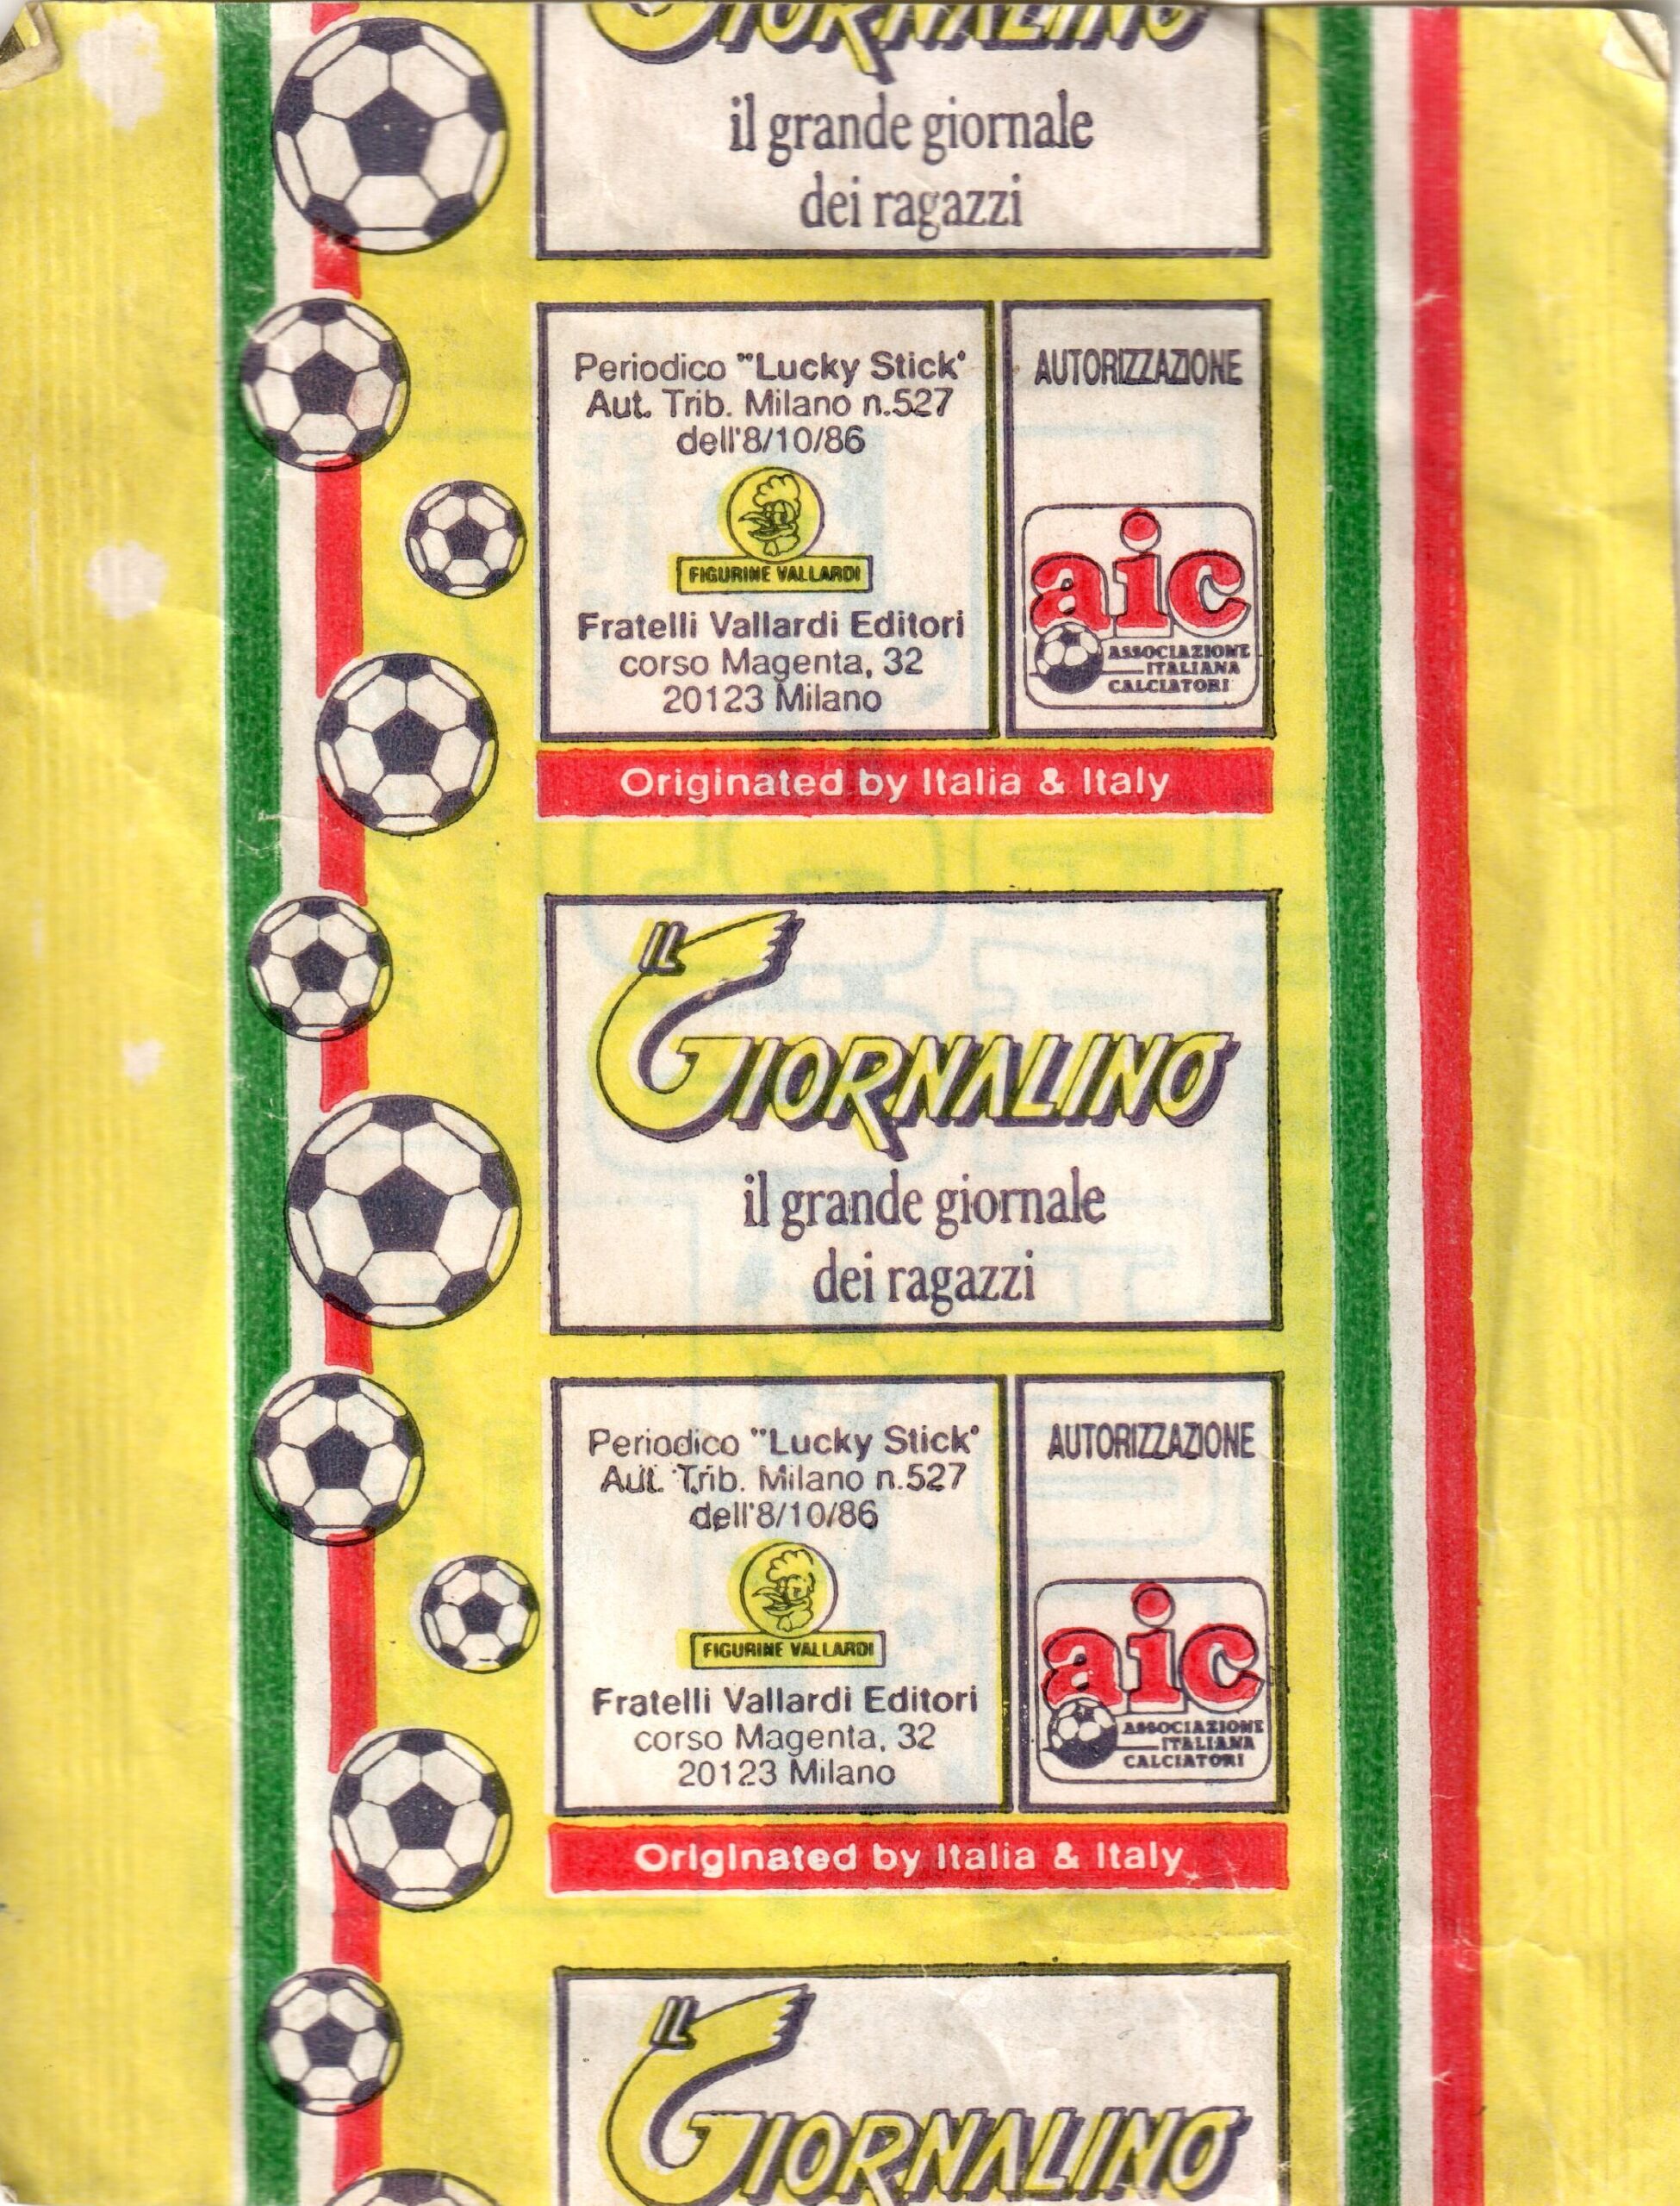 GIORNALINO
il grande giornale
dei ragazzi
Periodico "Lucky Stick"
Aut. Trib. Milano n.527
dell'8/10/86
FIGURINE VALLARDI
Fratelli Vallardi Editori
corso Magenta, 32
20123 Milano
AUTORIZZAZIONE
aic
ASSOCIAZIONE
ITALIANA
CALCIATORI
Originated by Italia & Italy
IL
GIORNALINO
il grande giornale
dei ragazzi
Periodico "Lucky Stick"
Aut. Trib. Milano n.527
dell'8/10/86
FIGURINE VALLARDI
Fratelli Vallardi Editori
corso Magenta, 32
20123 Milano
AUTORIZZAZIONE
aic
ASSOCIAZIONE
ITALIANA
CALCIATORI
Originated by Italia & Italy
IL
GIORNALINO